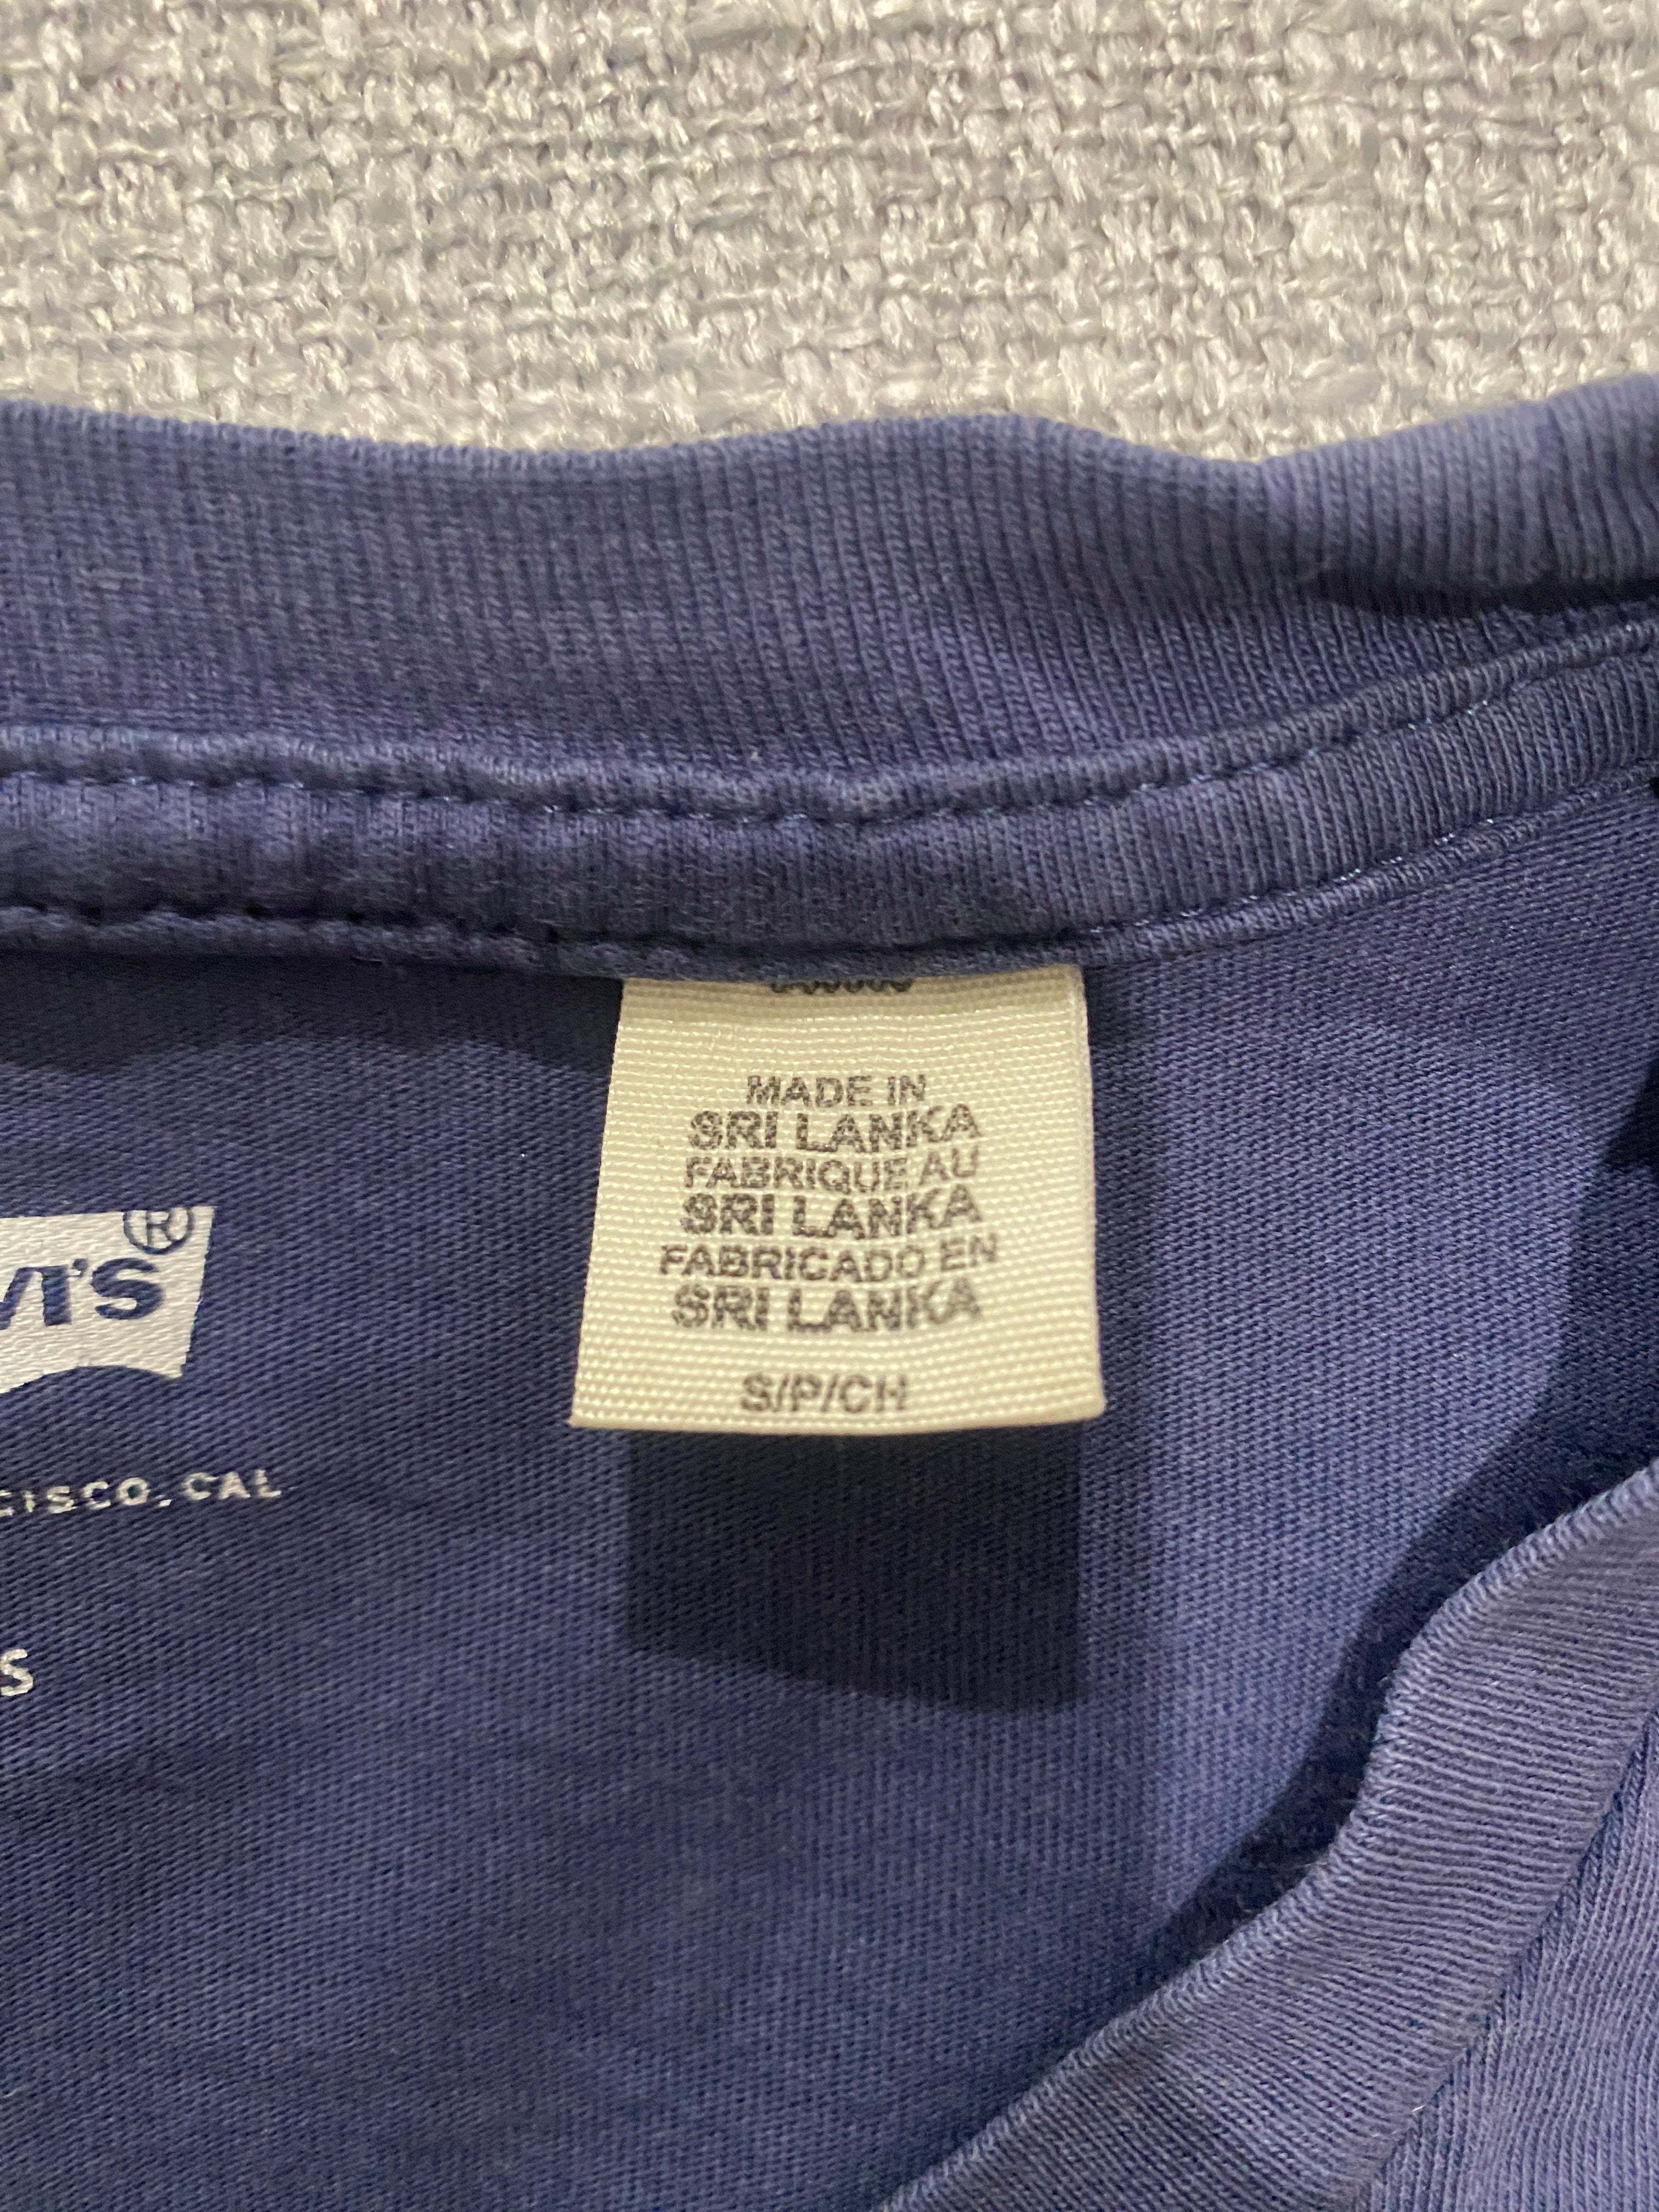 MADE IN
SRI LANKA
FABRIQUE AU
SRI LANKA
FABRICADO EN
SRI LANKA
S/P/CH
VI'S®
CISCO, CAL
S